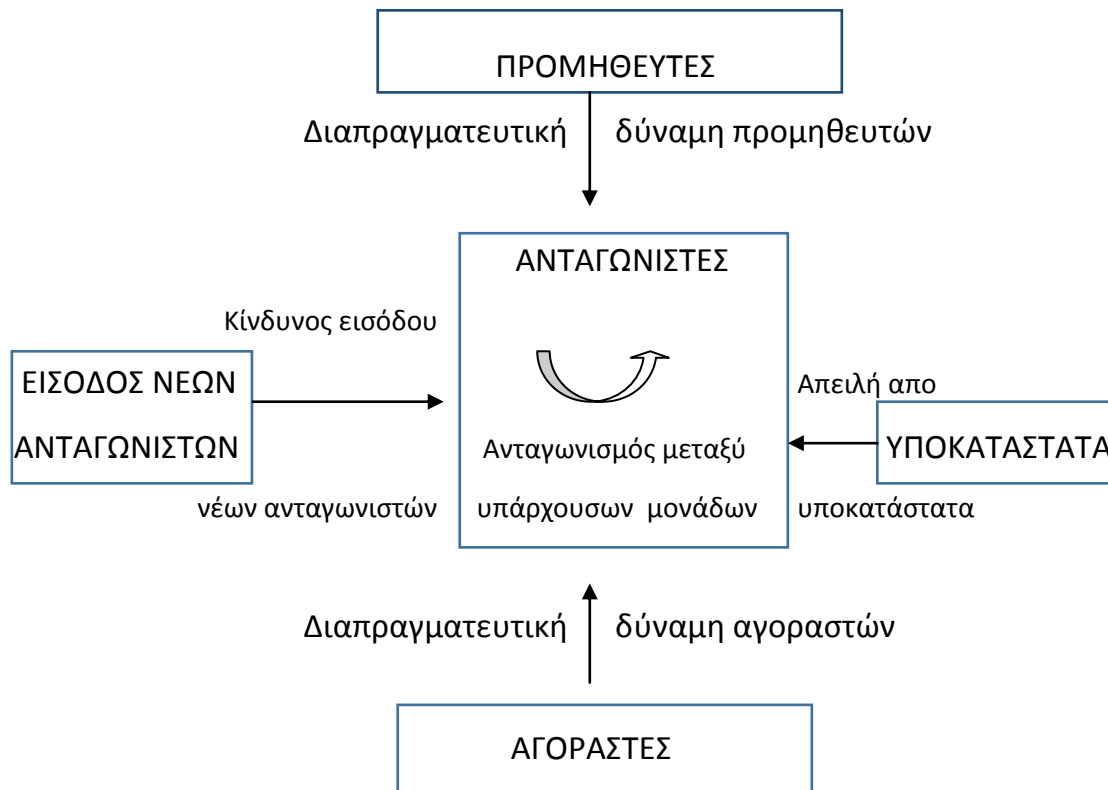 ΠΡΟΜΗΘΕΥΤΕΣ
Διαπραγματευτική δύναμη προμηθευτών
ΑΝΤΑΓΩΝΙΣΤΕΣ
Κίνδυνος εισόδου
ΕΙΣΟΔΟΣ ΝΕΩΝ
Απειλή απο
ΑΝΤΑΓΩΝΙΣΤΩΝ
Ανταγωνισμός μεταξύ
ΥΠΟΚΑΤΑΣΤΑΤΑ
νέων ανταγωνιστών
υπάρχουσων μονάδων
υποκατάστατα
Διαπραγματευτική δύναμη αγοραστών
ΑΓΟΡΑΣΤΕΣ